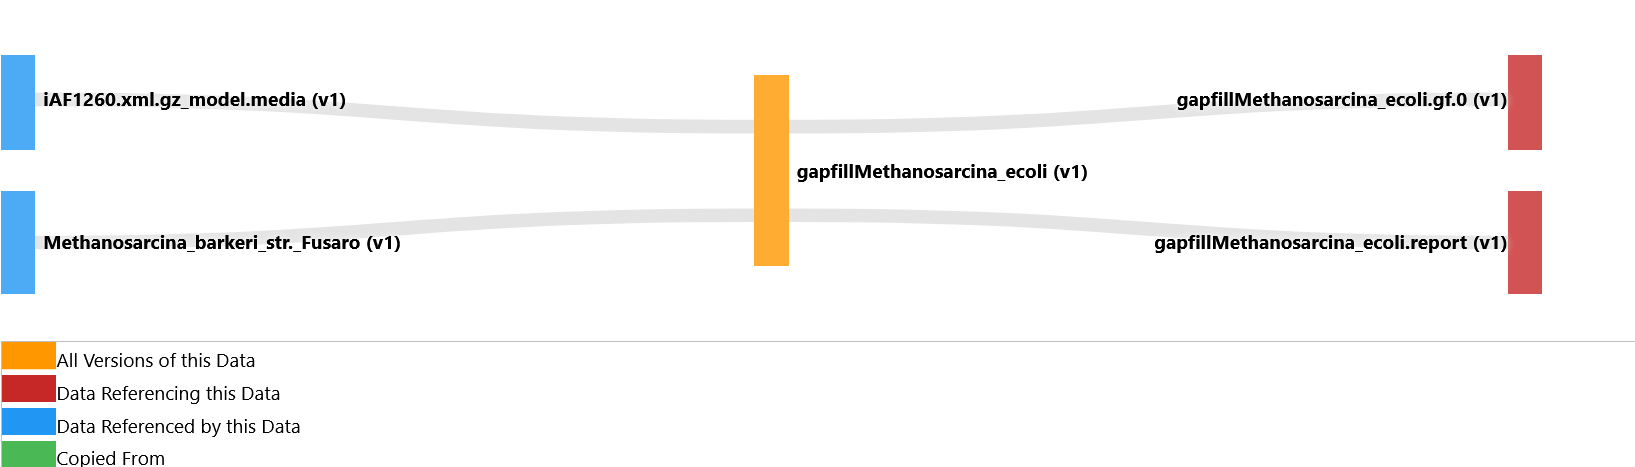 iAF1260.xml.gz_model.media (v1)
gapfillMethanosarcina_ecoli.gf.0 (v1)
gapfillMethanosarcina_ecoli (v1)
Methanosarcina_barkeri_str._Fusaro (v1)
gapfillMethanosarcina_ecoli.report (v1)
All Versions of this Data
Data Referencing this Data
Data Referenced by this Data
Copied From